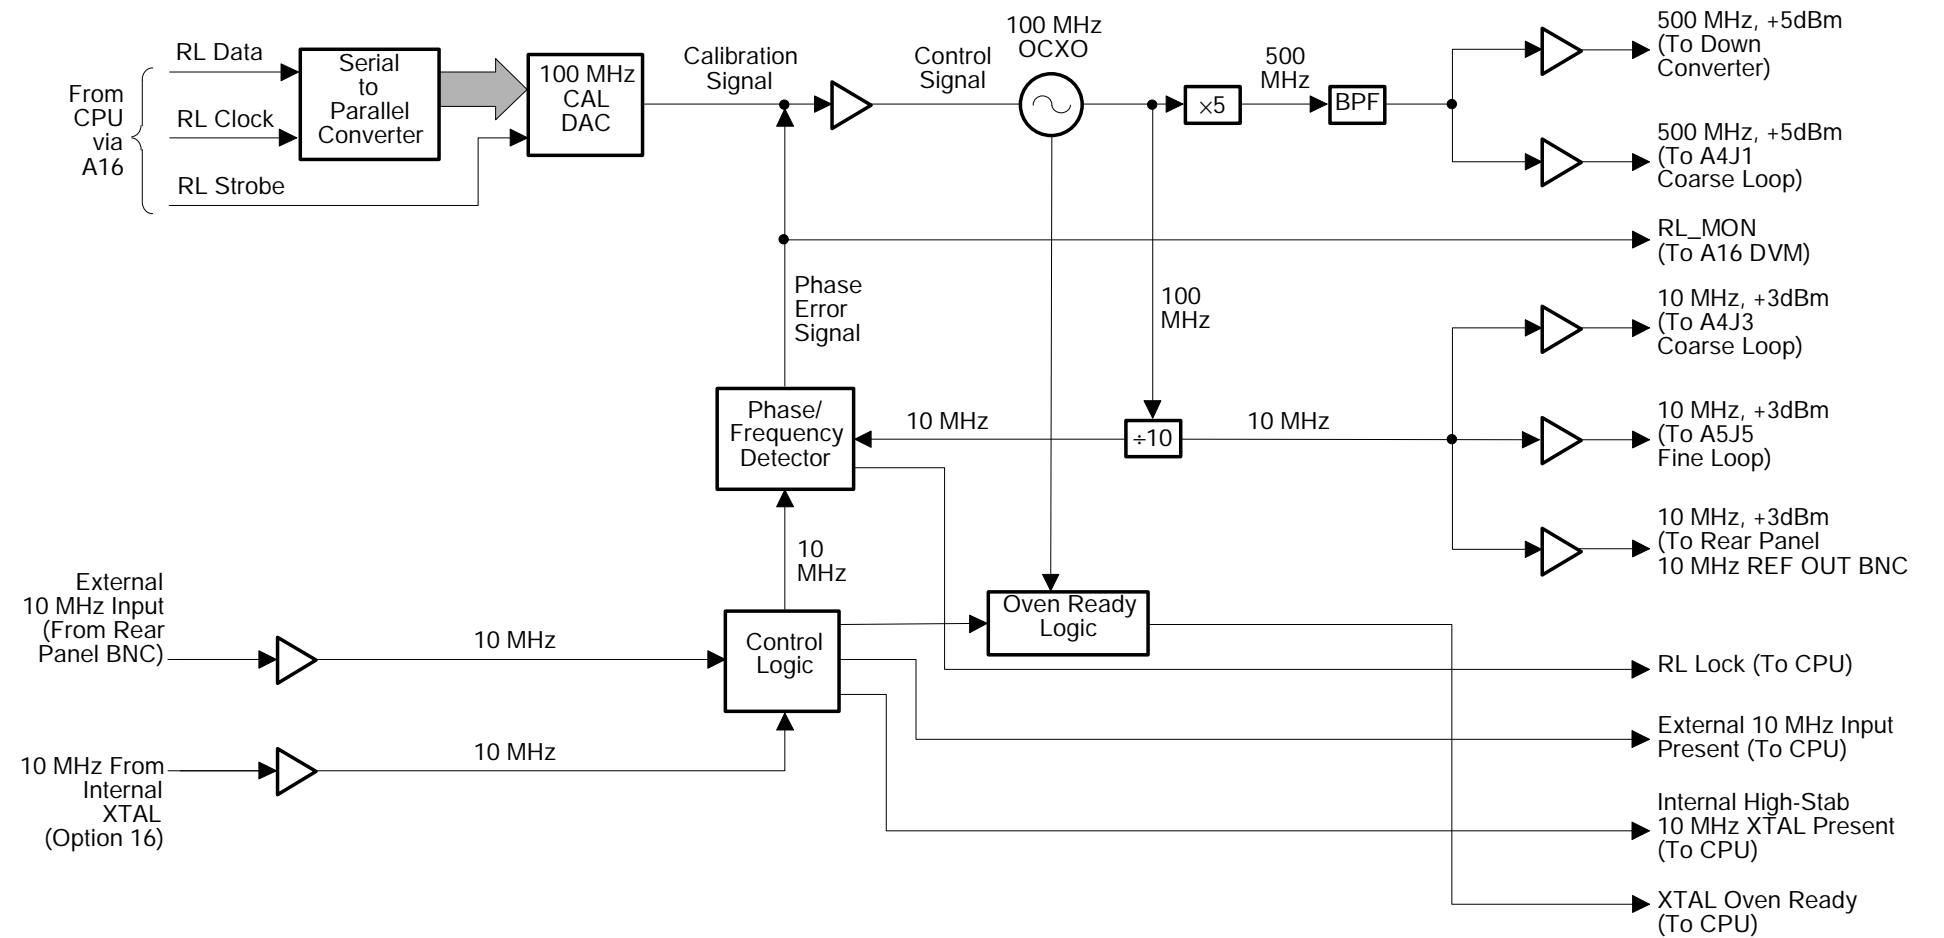 From
CPU
via
A16
RL Data
RL Clock
RL Strobe
Serial
to
Parallel
Converter
100 MHz
CAL
DAC
Calibration
Signal
Control
Signal
100 MHz
OCXO
×5
500
MHz
BPF
500 MHz, +5dBm
(To Down
Converter)
500 MHz, +5dBm
(To A4J1
Coarse Loop)
RL_MON
(To A16 DVM)
Phase
Error
Signal
100
MHz
10 MHz, +3dBm
(To A4J3
Coarse Loop)
Phase/
Frequency
Detector
10 MHz
÷10
10 MHz
10 MHz, +3dBm
(To A5J5
Fine Loop)
10 MHz, +3dBm
(To Rear Panel
10 MHz REF OUT BNC
10
MHz
External
10 MHz Input
(From Rear
Panel BNC)
10 MHz
Control
Logic
Oven Ready
Logic
RL Lock (To CPU)
External 10 MHz Input
Present (To CPU)
10 MHz From
Internal
XTAL
(Option 16)
10 MHz
Internal High-Stab
10 MHz XTAL Present
(To CPU)
XTAL Oven Ready
(To CPU)